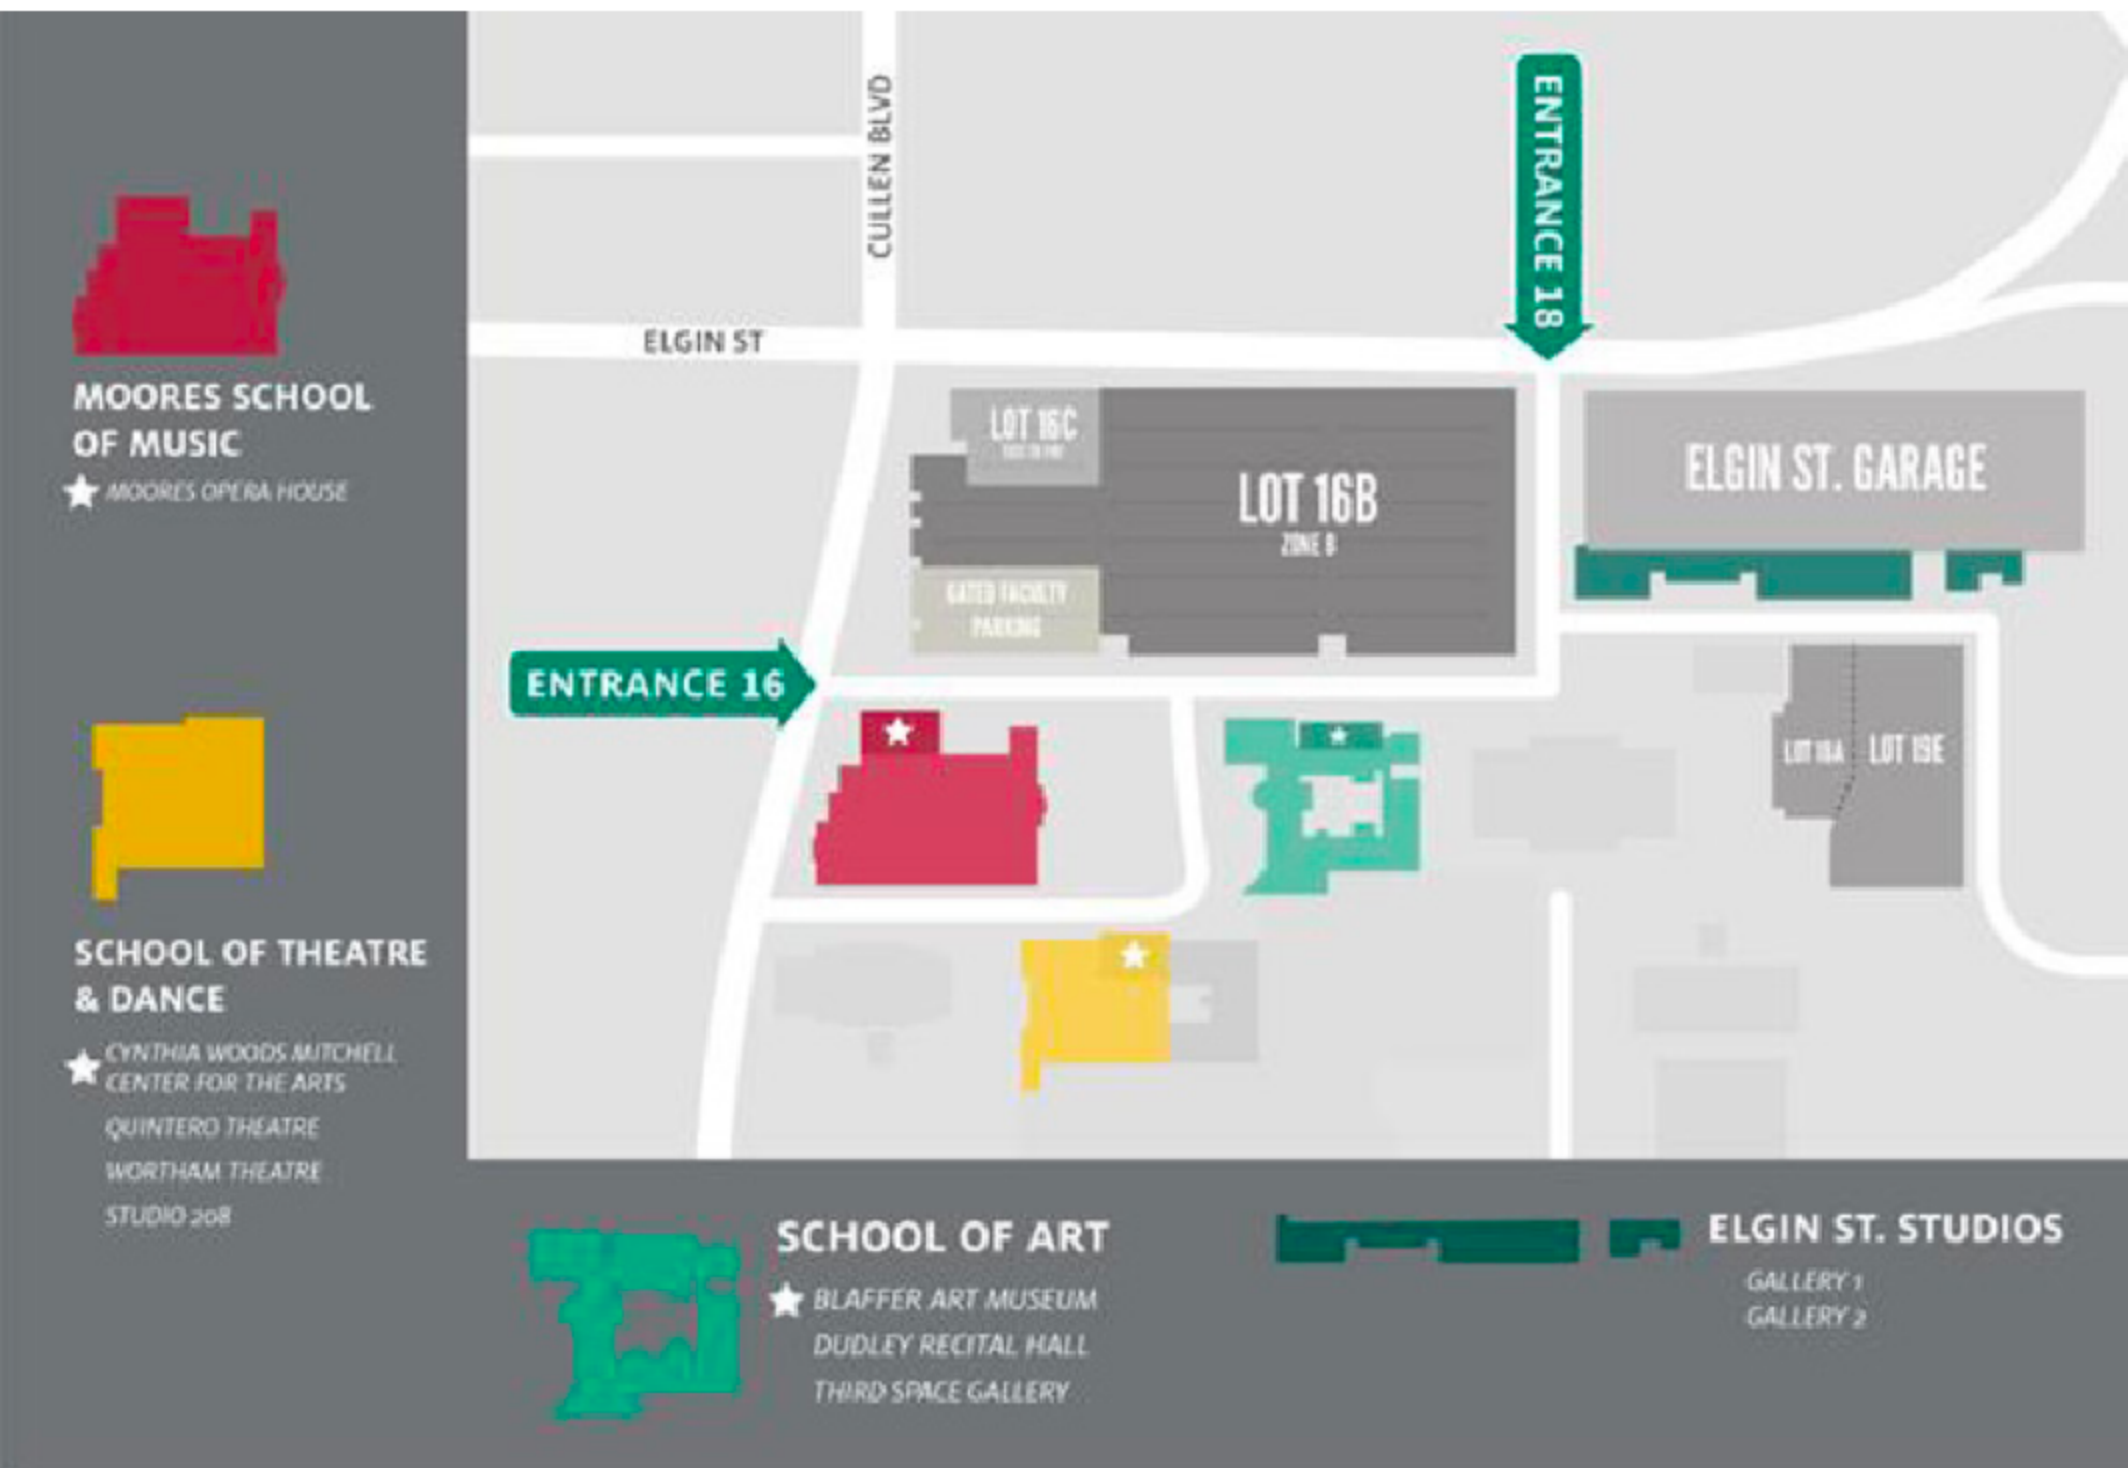 CULLEN BLVD
ENTRANCE 18
ELGIN ST
LOT 16C
LOT 16B
ZONE B
ELGIN ST. GARAGE
GATED FACULTY
PARKING
ENTRANCE 16
LOT 19E
MOORES SCHOOL
OF MUSIC
MOORES OPERA HOUSE
SCHOOL OF THEATRE
& DANCE
CYNTHIA WOODS MITCHELL
CENTER FOR THE ARTS
QUINTERO THEATRE
WORTHAM THEATRE
STUDIO 208
SCHOOL OF ART
BLAFFER ART MUSEUM
DUDLEY RECITAL HALL
THIRD SPACE GALLERY
ELGIN ST. STUDIOS
GALLERY 1
GALLERY 2